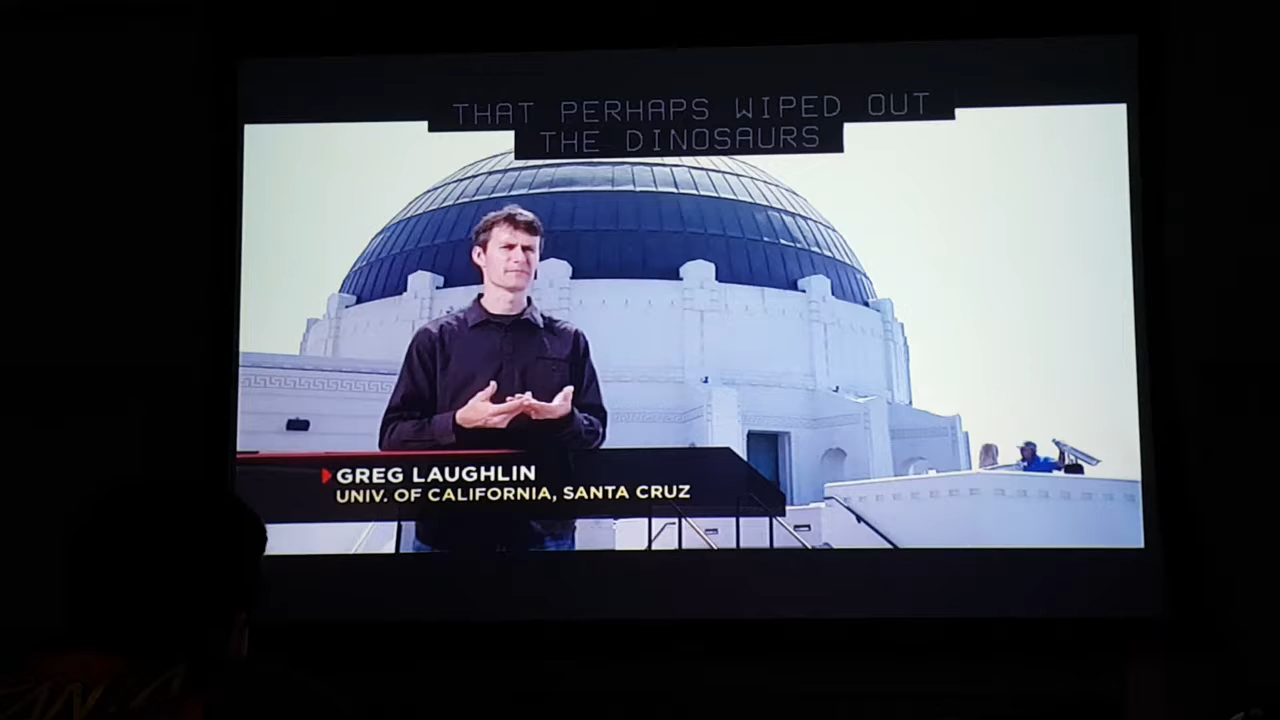 THAT PERHAPS WIPED OUT
THE DINOSAURS
GREG LAUGHLIN
UNIV. OF CALIFORNIA, SANTA CRUZ